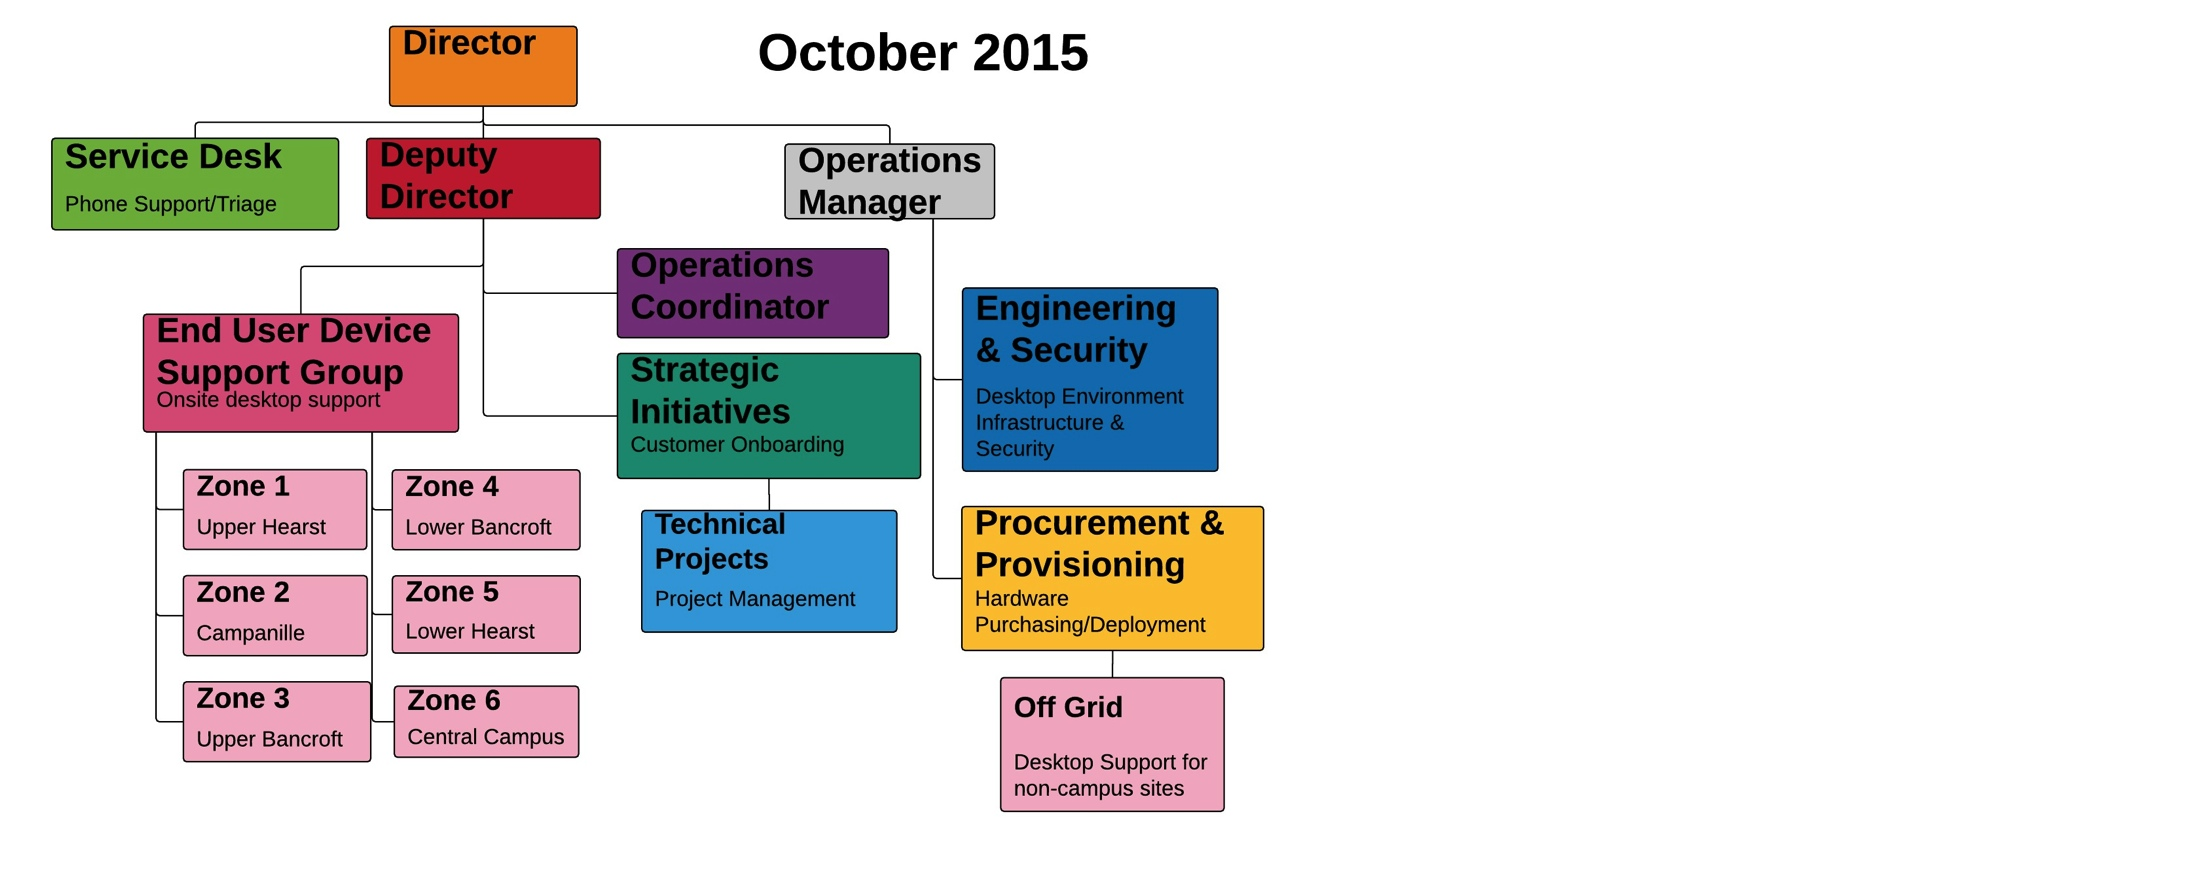 Director
October 2015
Service Desk
Phone Support/Triage
Deputy
Director
Operations
Manager
Operations
Coordinator
End User Device
Support Group
Onsite desktop support
Strategic
Initiatives
Customer Onboarding
Engineering
& Security
Desktop Environment
Infrastructure &
Security
Zone 1
Upper Hearst
Zone 4
Lower Bancroft
Technical
Projects
Project Management
Procurement &
Provisioning
Hardware
Purchasing/Deployment
Zone 2
Campanille
Zone 5
Lower Hearst
Zone 3
Upper Bancroft
Zone 6
Central Campus
Off Grid
Desktop Support for
non-campus sites